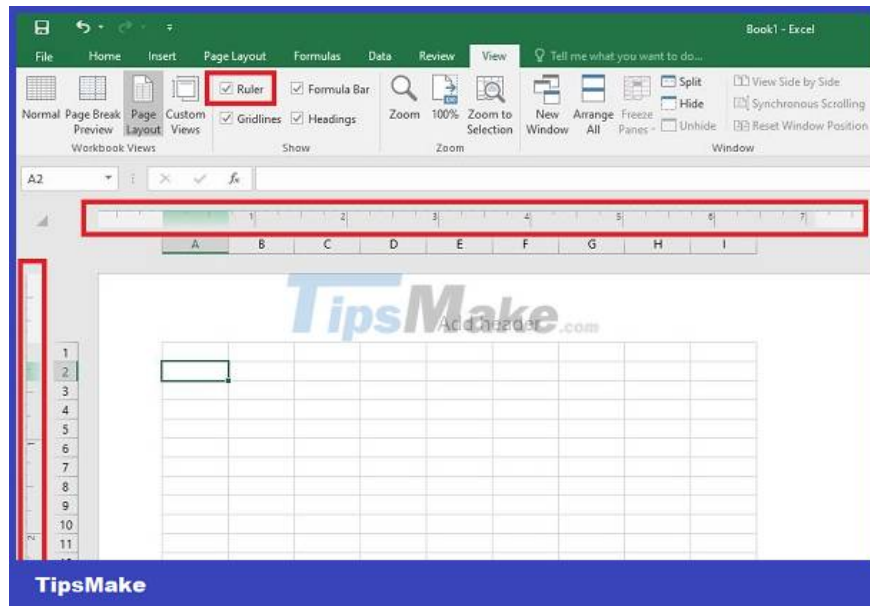 Book1 - Excel
File Home Insert Page Layout Formulas Data Review View Tell me what you want to do...
Normal Page Break Preview Page Layout Custom Views
Workbook Views
Ruler Formula Bar
Gridlines Headings
Show
Zoom 100% Zoom to Selection
Zoom
New Window Arrange All Freeze Panes
Split
Hide
Unhide
View Side by Side
Synchronous Scrolling
Reset Window Position
Window
A2 fx
1 2 3 4 5 6 7
A B C D E F G H I
TipsMake.com
Add header
1
2
3
4
5
1
6
7
8
9
10
2
11
TipsMake